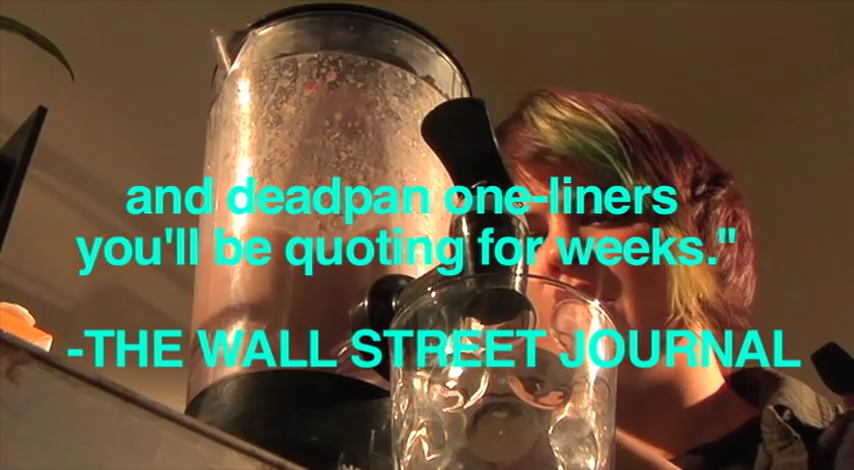 and deadpan one-liners
you'll be quoting for weeks."
-THE WALL STREET JOURNAL